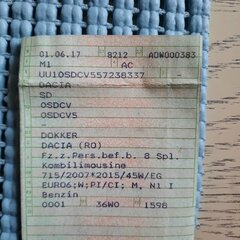 01.06.17 8212 ADW000383
M1 AC
UU10SDCV557238337 -
DACIA
SD
OSDCV
OSDCV5
-
DOKKER
DACIA (RO)
Fz.z.Pers.bef.b. 8 Spl.
Kombilimousine
715/2007*2015/45W/EG
EURO6;W;PI/CI; M, N1 I
Benzin
0001 36W0 1598